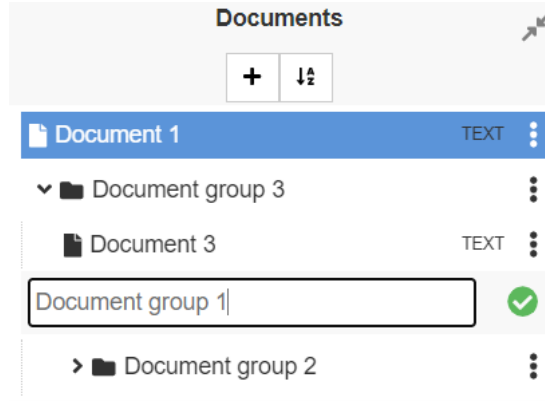 Documents
Document 1 TEXT
Document group 3
Document 3 TEXT
Document group 1
Document group 2